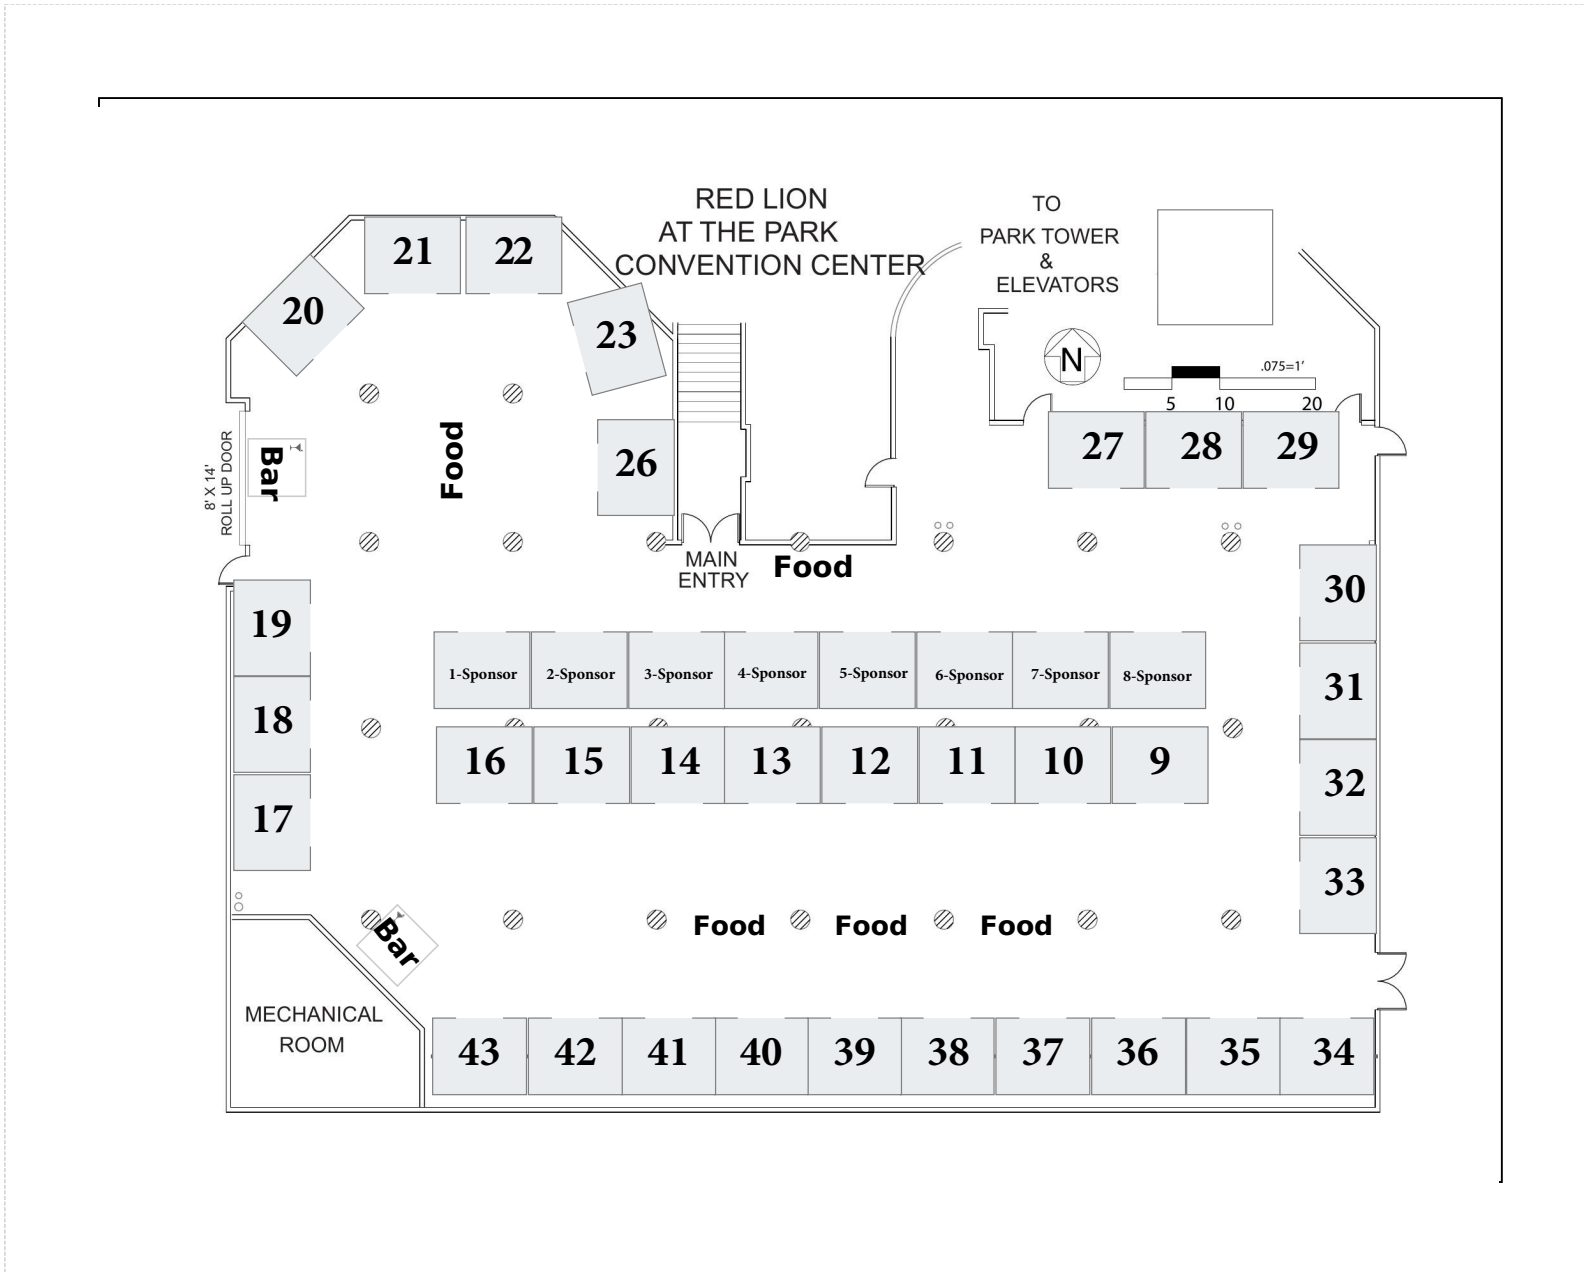 RED LION
AT THE PARK
CONVENTION CENTER
TO
PARK TOWER
&
ELEVATORS
N
.075=1'
5 10 20
21
22
20
23
26
27
28
29
8' X 14'
ROLL UP DOOR
Bar
Food
MAIN
ENTRY
Food
19
18
17
30
31
32
33
1-Sponsor
2-Sponsor
3-Sponsor
4-Sponsor
5-Sponsor
6-Sponsor
7-Sponsor
8-Sponsor
16
15
14
13
12
11
10
9
Bar
Food
Food
Food
MECHANICAL
ROOM
43
42
41
40
39
38
37
36
35
34